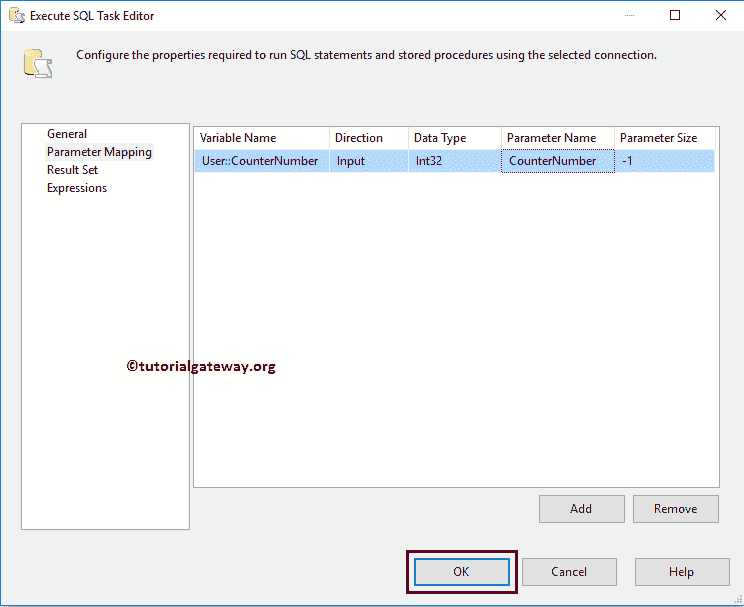 Execute SQL Task Editor
Configure the properties required to run SQL statements and stored procedures using the selected connection.
General
Parameter Mapping
Result Set
Expressions
Variable Name Direction Data Type Parameter Name Parameter Size
User::CounterNumber Input Int32 CounterNumber -1
©tutorialgateway.org
Add Remove
OK Cancel Help